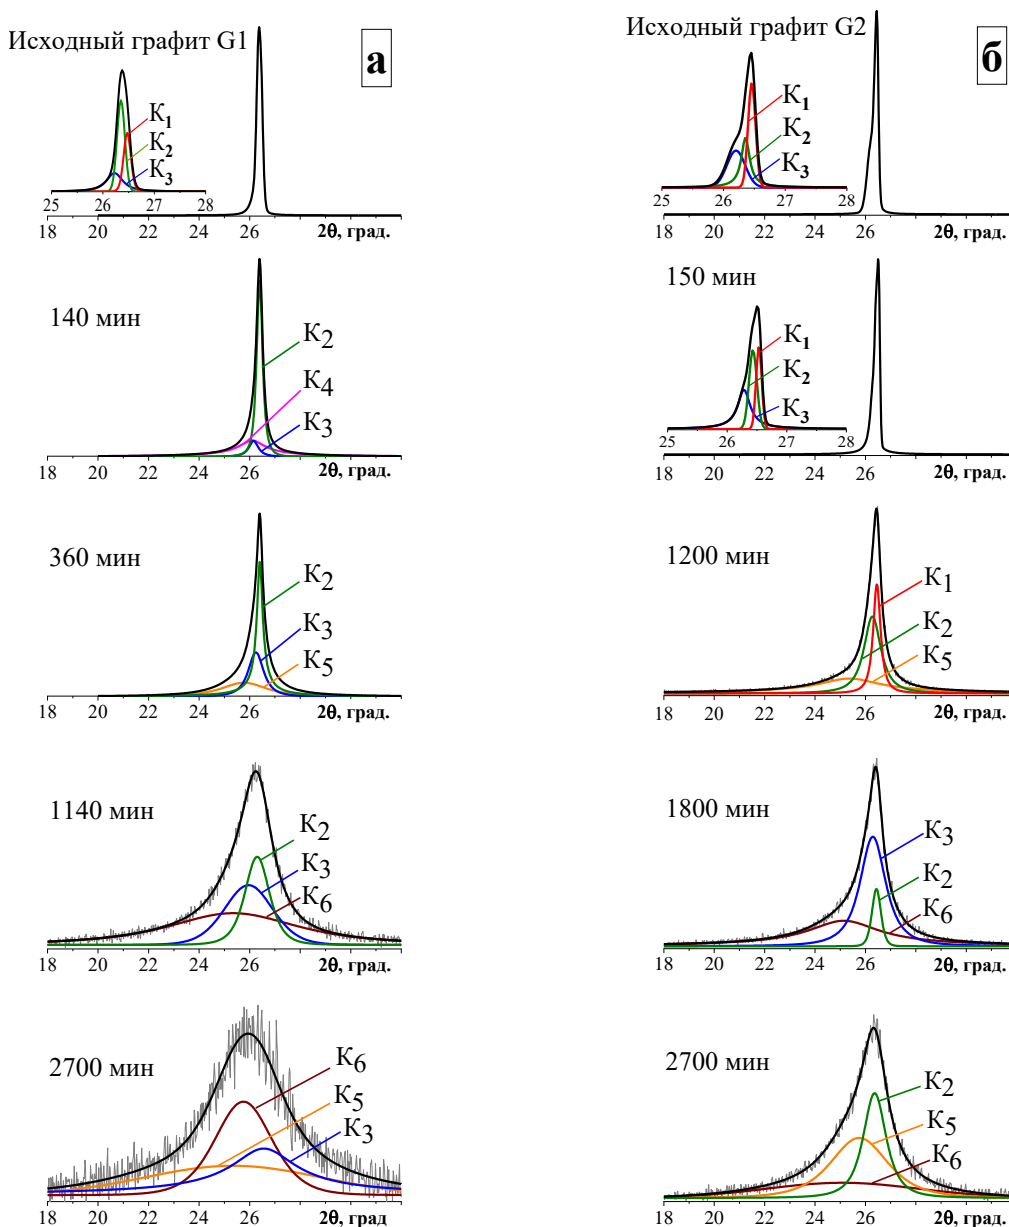 Исходный графит G1
а
К1
К2
К3
25 26 27 28
18 20 22 24 26 2θ, град.
140 мин
К2
К4
К3
18 20 22 24 26 2θ, град.
360 мин
К2
К3
К5
18 20 22 24 26 2θ, град.
1140 мин
К2
К3
К6
18 20 22 24 26 2θ, град.
2700 мин
К6
К5
К3
18 20 22 24 26 2θ, град
Исходный графит G2
б
К1
К2
К3
25 26 27 28
18 20 22 24 26 2θ, град.
150 мин
К1
К2
К3
25 26 27 28
18 20 22 24 26 2θ, град.
1200 мин
К1
К2
К5
18 20 22 24 26 2θ, град.
1800 мин
К3
К2
К6
18 20 22 24 26 2θ, град.
2700 мин
К2
К5
К6
18 20 22 24 26 2θ, град.